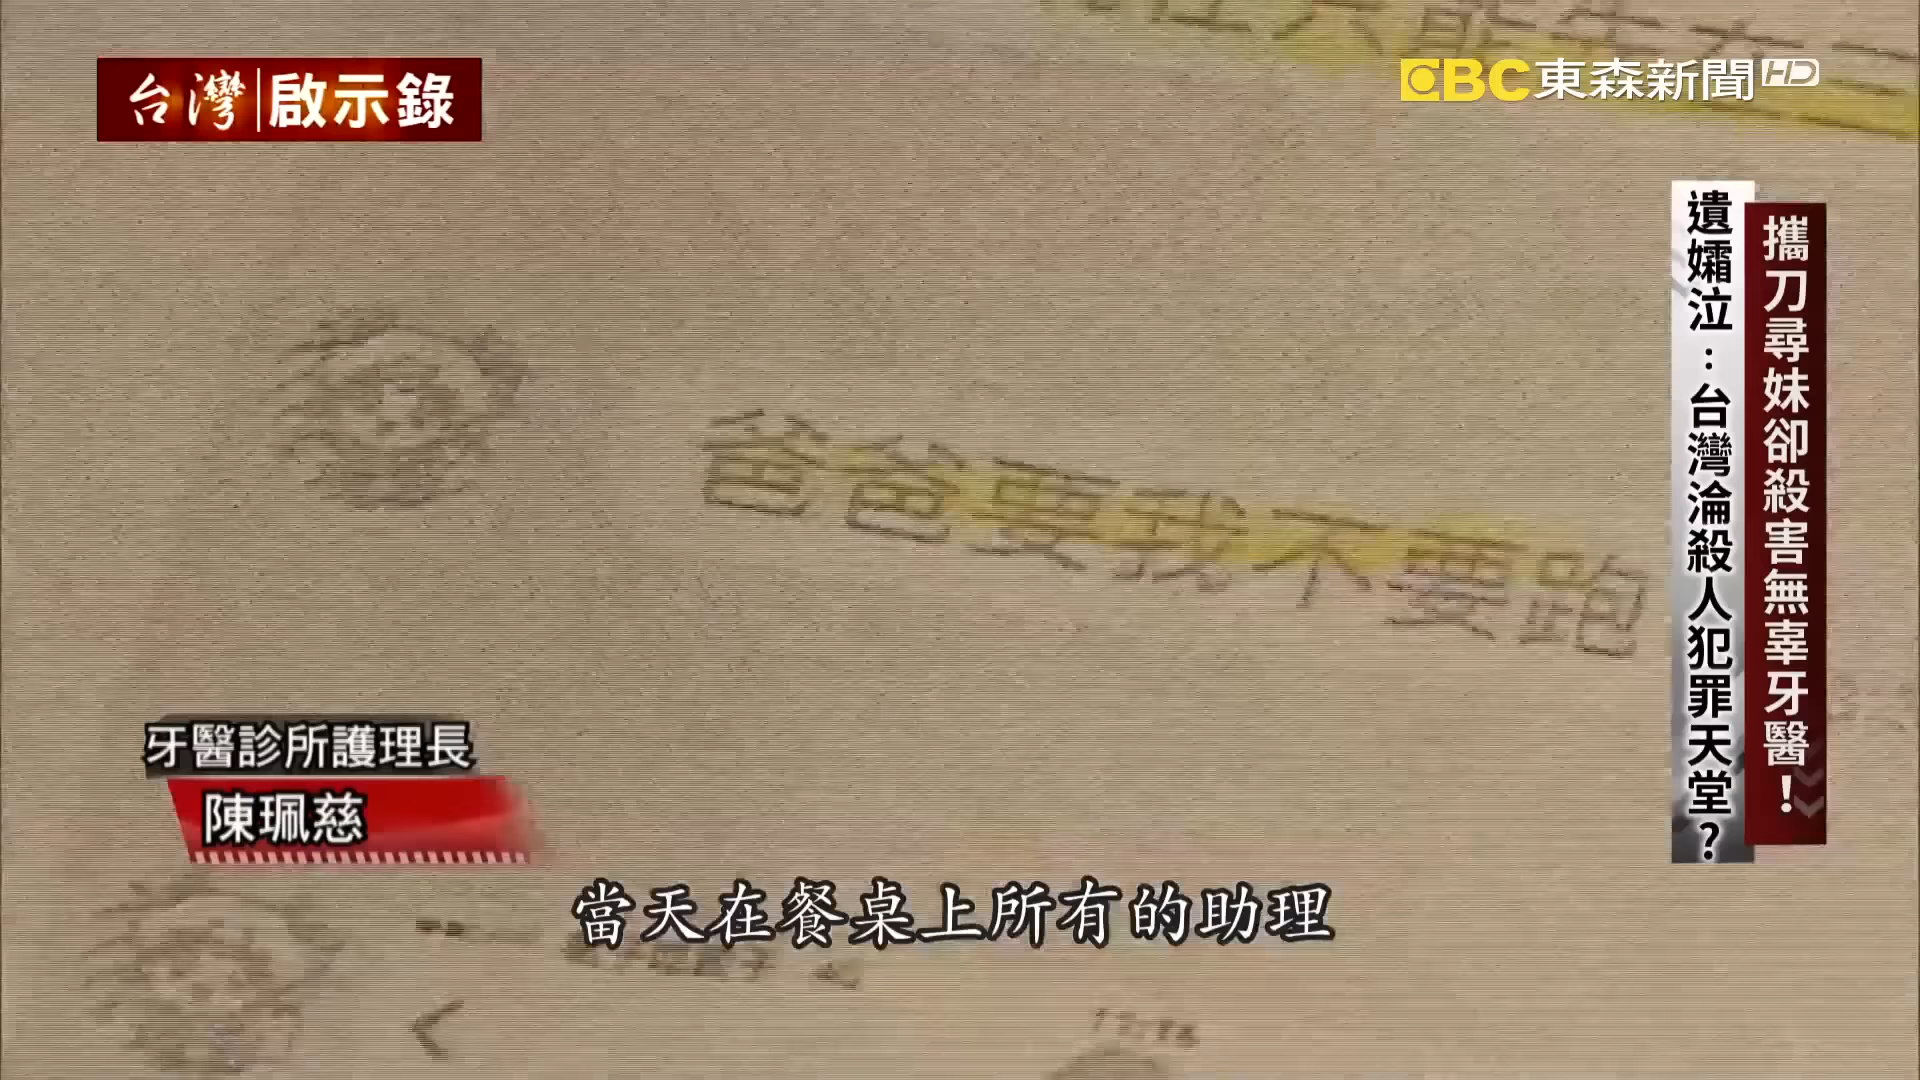 台灣|啟示錄
EBC東森新聞HD
攜刀尋妹卻殺害無辜牙醫!
遺孀泣:台灣淪殺人犯罪天堂?
爸爸要我不要跑
牙醫診所護理長
陳珮慈
當天在餐桌上所有的助理